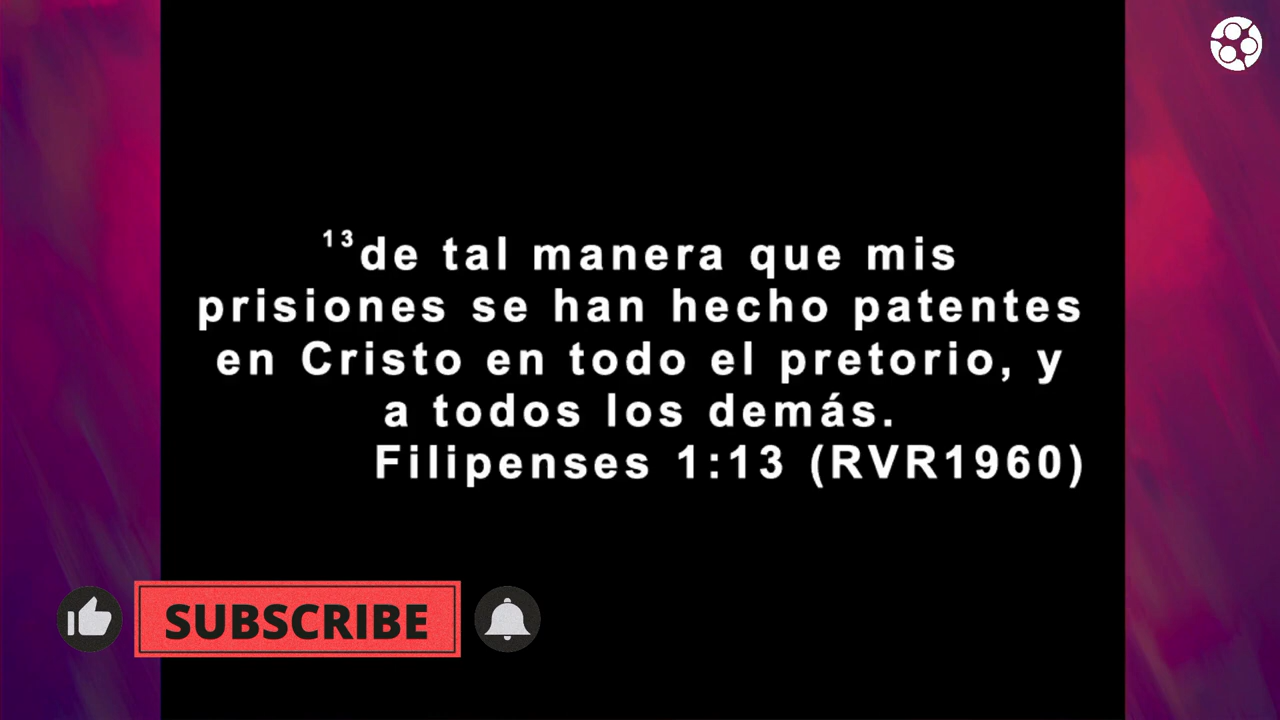 ¹³de tal manera que mis
prisiones se han hecho patentes
en Cristo en todo el pretorio, y
a todos los demás.
Filipenses 1:13 (RVR1960)
SUBSCRIBE